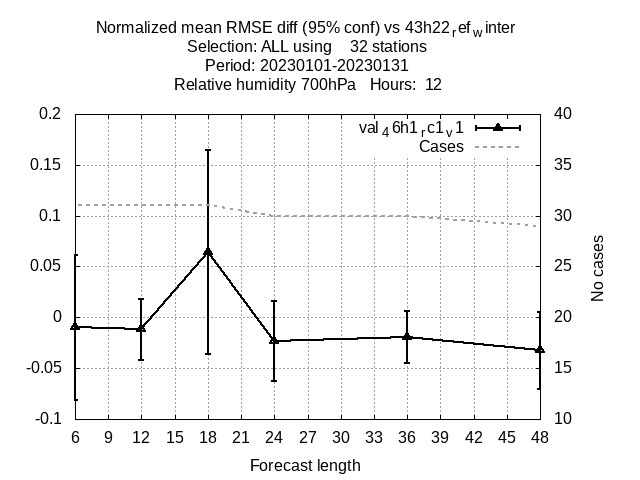 Normalized mean RMSE diff (95% conf) vs 43h22refwinter
Selection: ALL using 32 stations
Period: 20230101-20230131
Relative humidity 700hPa Hours: 12
val46h1rc1v1
Cases
0.2
0.15
0.1
0.05
0
-0.05
-0.1
40
35
30
25
20
15
10
No cases
6 9 12 15 18 21 24 27 30 33 36 39 42 45 48
Forecast length